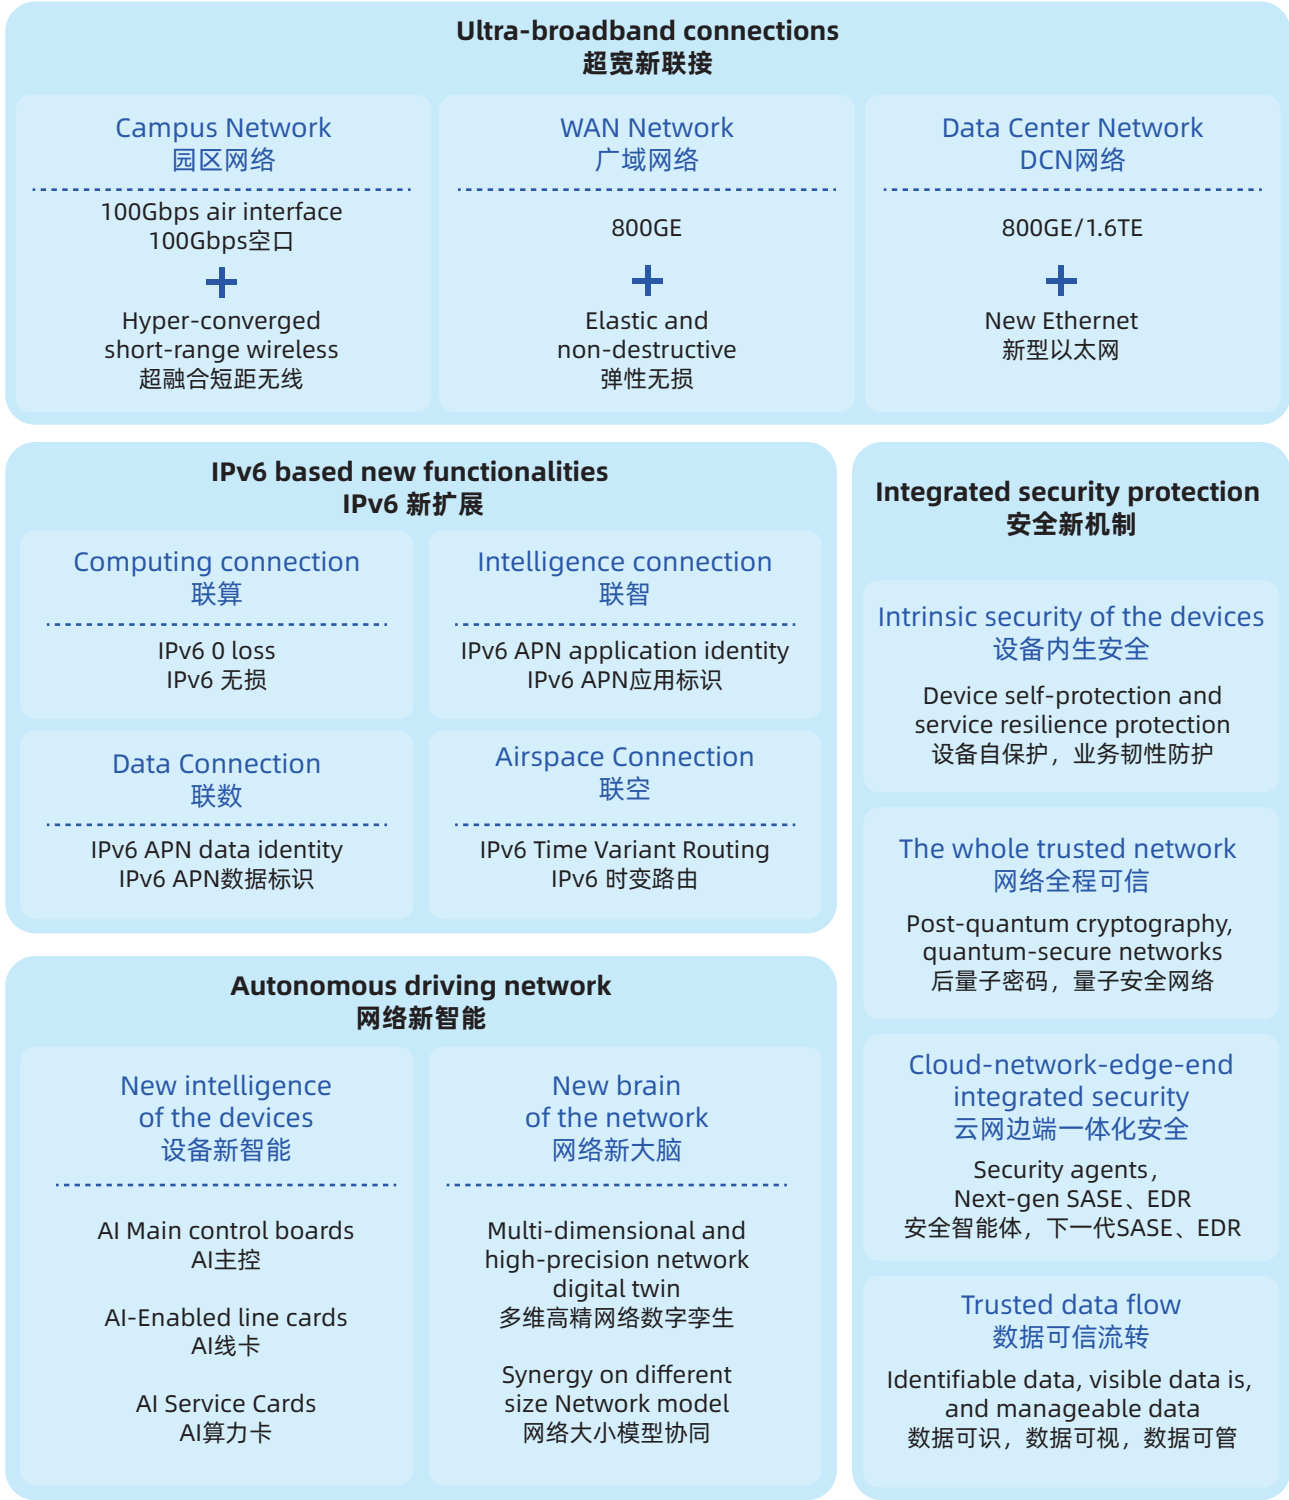 Ultra-broadband connections
超宽新联接
Campus Network
园区网络
100Gbps air interface
100Gbps空口
+
Hyper-converged
short-range wireless
超融合短距无线
WAN Network
广域网络
800GE
+
Elastic and
non-destructive
弹性无损
Data Center Network
DCN网络
800GE/1.6TE
+
New Ethernet
新型以太网
IPv6 based new functionalities
IPv6 新扩展
Computing connection
联算
IPv6 0 loss
IPv6 无损
Intelligence connection
联智
IPv6 APN application identity
IPv6 APN应用标识
Data Connection
联数
IPv6 APN data identity
IPv6 APN数据标识
Airspace Connection
联空
IPv6 Time Variant Routing
IPv6 时变路由
Autonomous driving network
网络新智能
New intelligence
of the devices
设备新智能
AI Main control boards
AI主控
AI-Enabled line cards
AI线卡
AI Service Cards
AI算力卡
New brain
of the network
网络新大脑
Multi-dimensional and
high-precision network
digital twin
多维高精网络数字孪生
Synergy on different
size Network model
网络大小模型协同
Integrated security protection
安全新机制
Intrinsic security of the devices
设备内生安全
Device self-protection and
service resilience protection
设备自保护，业务韧性防护
The whole trusted network
网络全程可信
Post-quantum cryptography,
quantum-secure networks
后量子密码，量子安全网络
Cloud-network-edge-end
integrated security
云网边端一体化安全
Security agents,
Next-gen SASE、EDR
安全智能体，下一代SASE、EDR
Trusted data flow
数据可信流转
Identifiable data, visible data is,
and manageable data
数据可识，数据可视，数据可管